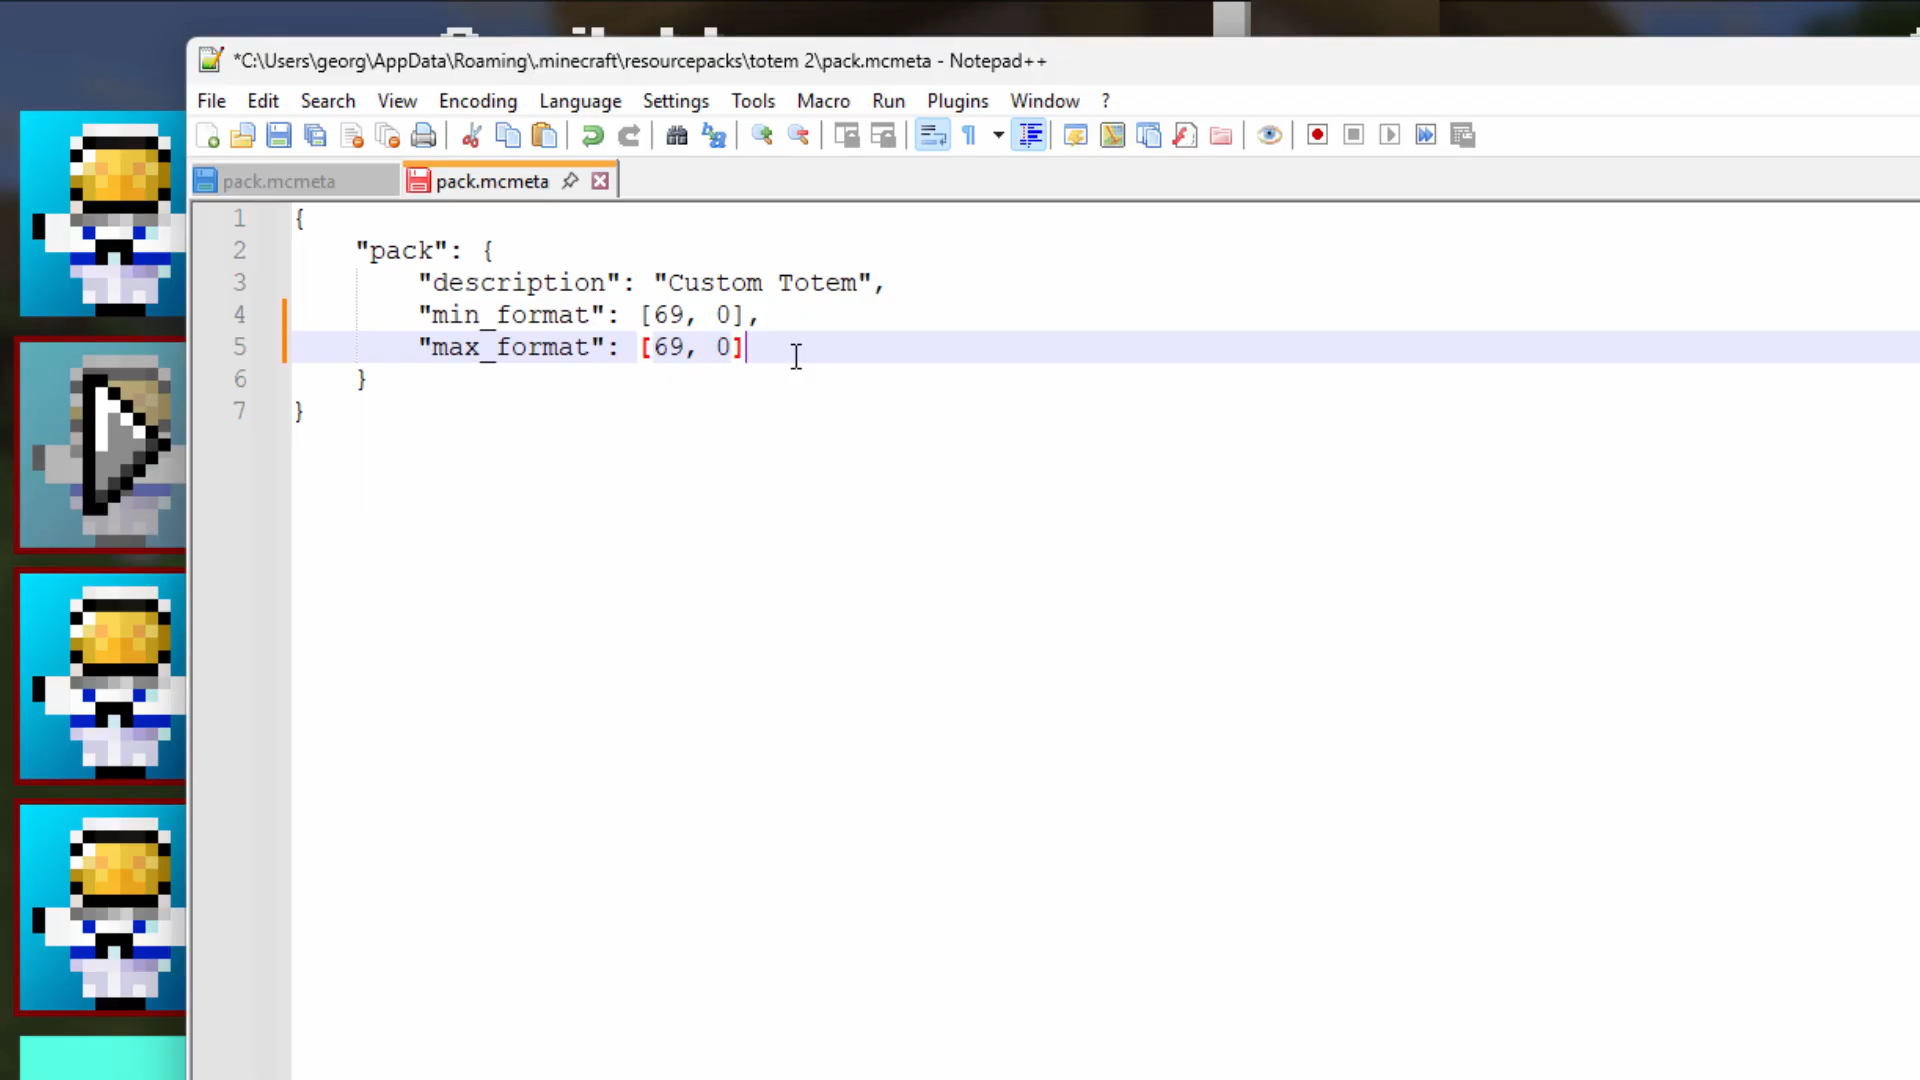 *C:\Users\georg\AppData\Roaming\.minecraft\resourcepacks\totem 2\pack.mcmeta - Notepad++
File Edit Search View Encoding Language Settings Tools Macro Run Plugins Window ?
pack.mcmeta pack.mcmeta
1 {
2 "pack": {
3 "description": "Custom Totem",
4 "min_format": [69, 0],
5 "max_format": [69, 0]
6 }
7 }